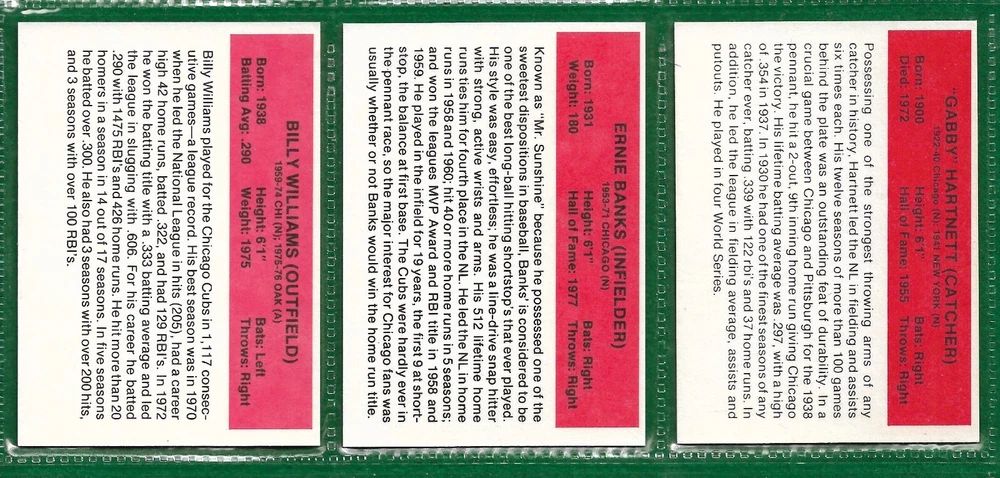 "GABBY" HARTNETT (CATCHER)
1922-40 Chicago (N), 1941 NEW YORK (N)
Born: 1900 Height: 6'1" Bats: Right
Died: 1972 Hall of Fame: 1955 Throws: Right
Possessing one of the strongest throwing arms of any
catcher in history, Hartnett led the NL in fielding and assists
six times each. His twelve seasons of more than 100 games
behind the plate was an outstanding feat of durability. In a
crucial game between Chicago and Pittsburgh for the 1938
pennant, he hit a 2-out, 9th inning home run giving Chicago
the victory. His lifetime batting average was .297, with a high
of .354 in 1937. In 1930 he had one of the finest seasons of any
catcher ever, batting .339 with 122 rbi's and 37 home runs. In
addition, he led the league in fielding average, assists and
putouts. He played in four World Series.
ERNIE BANKS (INFIELDER)
1953-71 CHICAGO (N)
Born: 1931 Height: 6'1" Bats: Right
Weight: 180 Hall of Fame: 1977 Throws: Right
Known as "Mr. Sunshine" because he possessed one of the
sweetest dispositions in baseball, Banks' is considered to be
one of the best long-ball hitting shortstop's that ever played.
His style was easy, effortless; he was a line-drive snap hitter
with strong, active wrists and arms. His 512 lifetime home
runs ties him for fourth place in the NL. He led the NL in home
runs in 1958 and 1960, hit 40 or more home runs in 5 seasons;
and won the leagues MVP Award and RBI title in 1958 and
1959. He played in the infield for 19 years, the first 9 at short-
stop, the balance at first base. The Cubs were hardly ever in
the pennant race, so the major interest for Chicago fans was
usually whether or not Banks would win the home run title.
BILLY WILLIAMS (OUTFIELD)
1959-74 CHI (N); 1975-76 OAK (A)
Born: 1938 Height: 6'1" Bats: Left
Batting Avg: .290 Weight: 1975 Throws: Right
Billy Williams played for the Chicago Cubs in 1,117 consec-
utive games—a league record. His best season was in 1970
when he led the National League in hits (205), had a career
high 42 home runs, batted .322, and had 129 RBI's. In 1972
he won the batting title with a .333 batting average and led
the league in slugging with .606. For his career he batted
.290 with 1475 RBI's and 426 home runs. He hit more than 20
homers in a season in 14 out of 15 seasons. In five seasons
he batted over .300. He also had 3 seasons with over 200 hits,
and 3 seasons with over 100 RBI's.